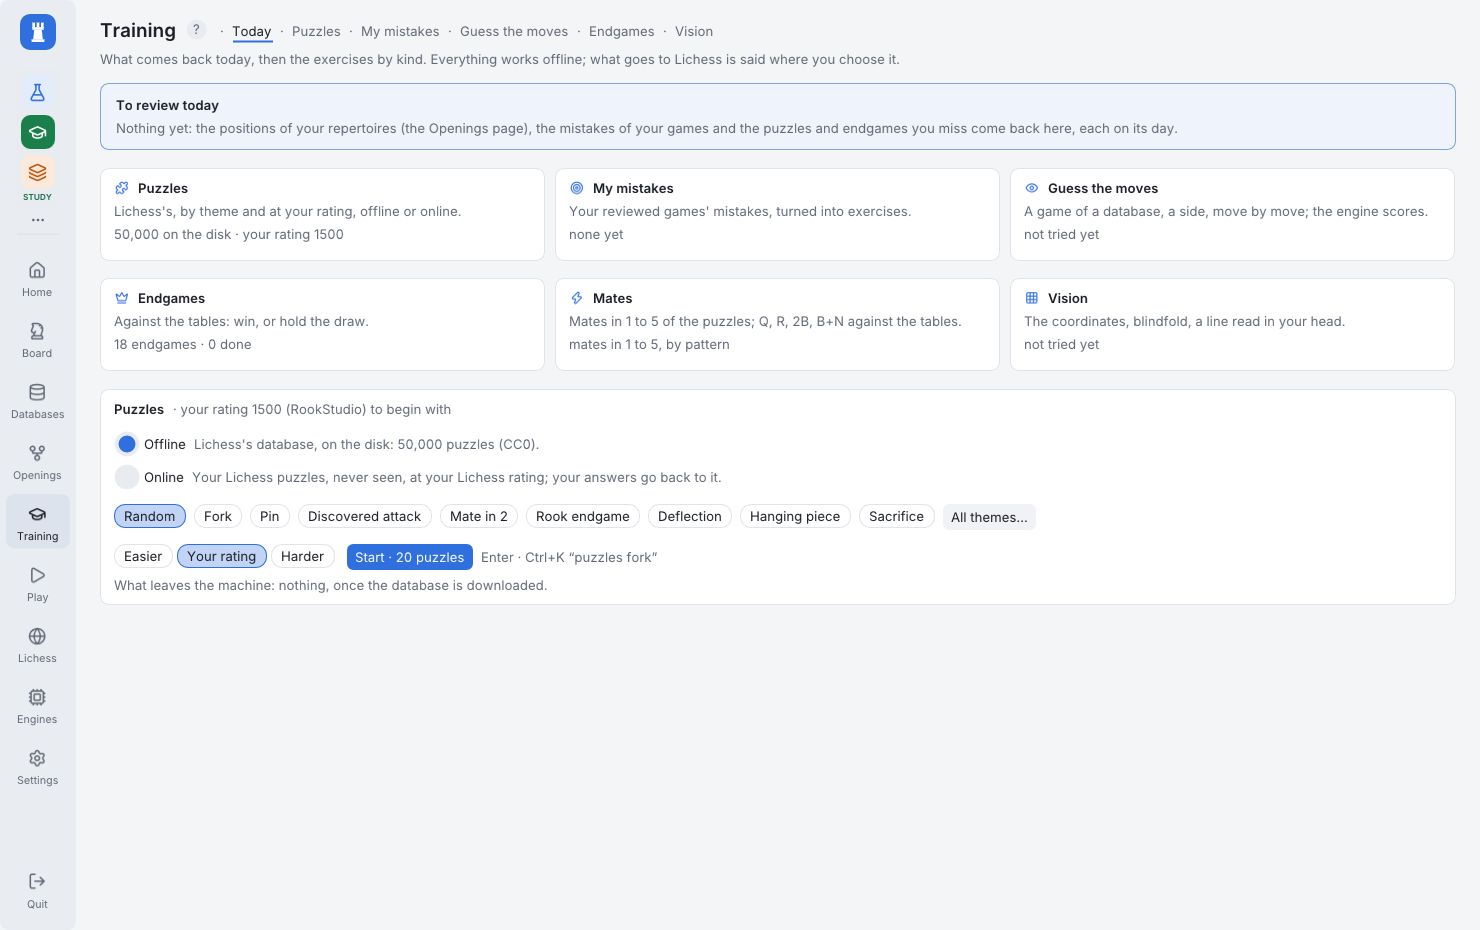 Training ? · Today · Puzzles · My mistakes · Guess the moves · Endgames · Vision
What comes back today, then the exercises by kind. Everything works offline; what goes to Lichess is said where you choose it.
To review today
Nothing yet: the positions of your repertoires (the Openings page), the mistakes of your games and the puzzles and endgames you miss come back here, each on its day.
Puzzles
Lichess's, by theme and at your rating, offline or online.
50,000 on the disk · your rating 1500
My mistakes
Your reviewed games' mistakes, turned into exercises.
none yet
Guess the moves
A game of a database, a side, move by move; the engine scores.
not tried yet
Endgames
Against the tables: win, or hold the draw.
18 endgames · 0 done
Mates
Mates in 1 to 5 of the puzzles; Q, R, 2B, B+N against the tables.
mates in 1 to 5, by pattern
Vision
The coordinates, blindfold, a line read in your head.
not tried yet
Puzzles · your rating 1500 (RookStudio) to begin with
Offline Lichess's database, on the disk: 50,000 puzzles (CC0).
Online Your Lichess puzzles, never seen, at your Lichess rating; your answers go back to it.
Random Fork Pin Discovered attack Mate in 2 Rook endgame Deflection Hanging piece Sacrifice All themes...
Easier Your rating Harder Start · 20 puzzles Enter · Ctrl+K “puzzles fork”
What leaves the machine: nothing, once the database is downloaded.
STUDY
...
Home
Board
Databases
Openings
Training
Play
Lichess
Engines
Settings
Quit